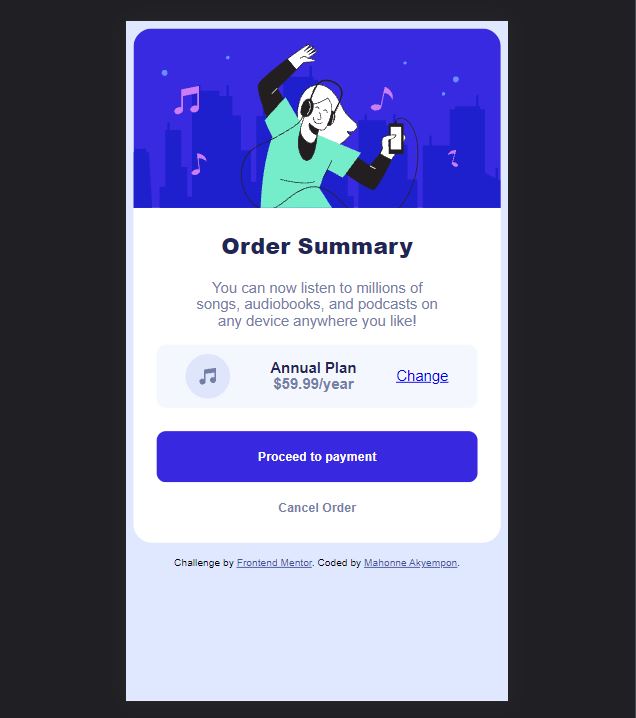 Order Summary
You can now listen to millions of
songs, audiobooks, and podcasts on
any device anywhere you like!
Annual Plan
$59.99/year
Change
Proceed to payment
Cancel Order
Challenge by Frontend Mentor. Coded by Mahonne Akyempon.